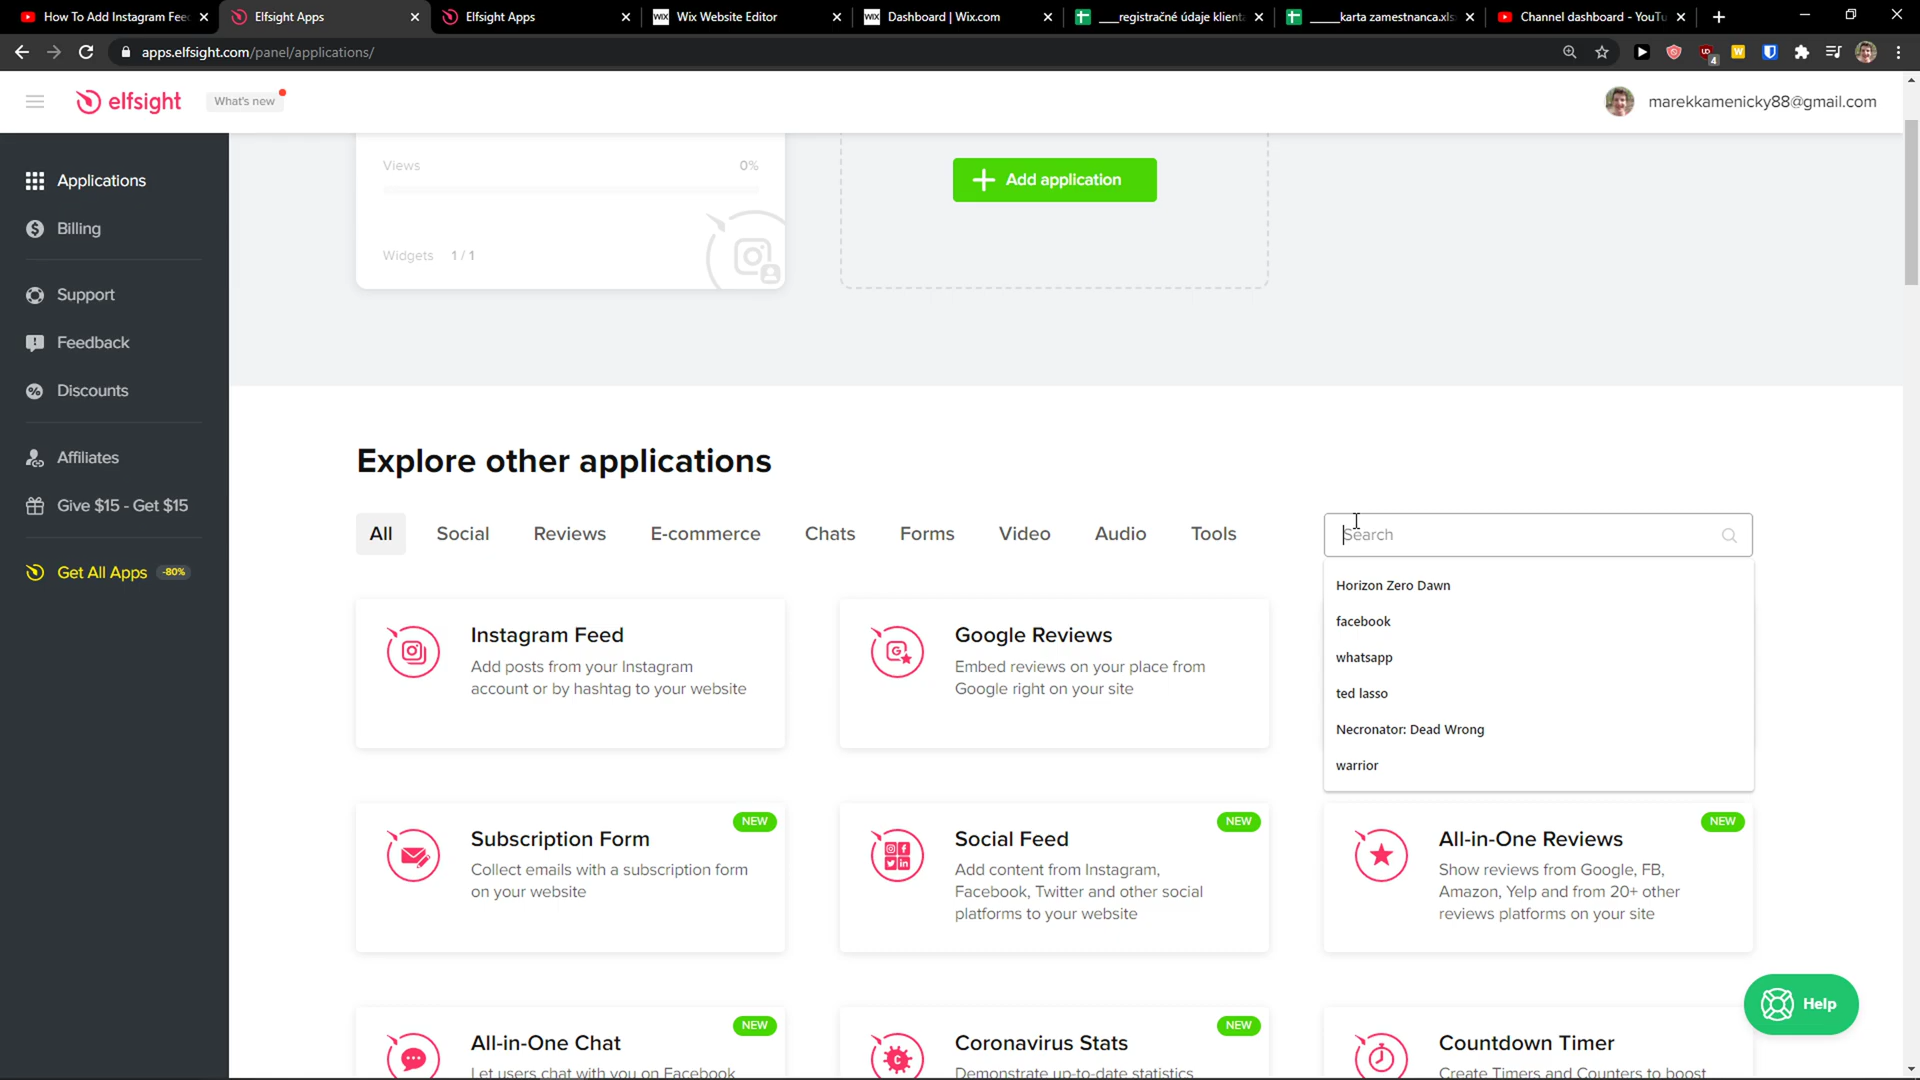 How To Add Instagram Fee
Elfsight Apps
Elfsight Apps
WIX Wix Website Editor
WIX Dashboard | Wix.com
___registračné údaje klient
_____karta zamestnanca.xls
Channel dashboard - YouTu
apps.elfsight.com/panel/applications/
4
elfsight
What's new
marekkamenicky88@gmail.com
Applications
Billing
Support
Feedback
Discounts
Affiliates
Give $15 - Get $15
Get All Apps -80%
Views 0%
Widgets 1 / 1
Add application
Explore other applications
All Social Reviews E-commerce Chats Forms Video Audio Tools
Search
Horizon Zero Dawn
facebook
whatsapp
ted lasso
Necronator: Dead Wrong
warrior
Instagram Feed
Add posts from your Instagram
account or by hashtag to your website
Google Reviews
Embed reviews on your place from
Google right on your site
NEW
Subscription Form
Collect emails with a subscription form
on your website
NEW
Social Feed
Add content from Instagram,
Facebook, Twitter and other social
platforms to your website
NEW
All-in-One Reviews
Show reviews from Google, FB,
Amazon, Yelp and from 20+ other
reviews platforms on your site
NEW
All-in-One Chat
Let users chat with you on Facebook
NEW
Coronavirus Stats
Demonstrate up-to-date statistics
Countdown Timer
Create Timers and Counters to boost
Help